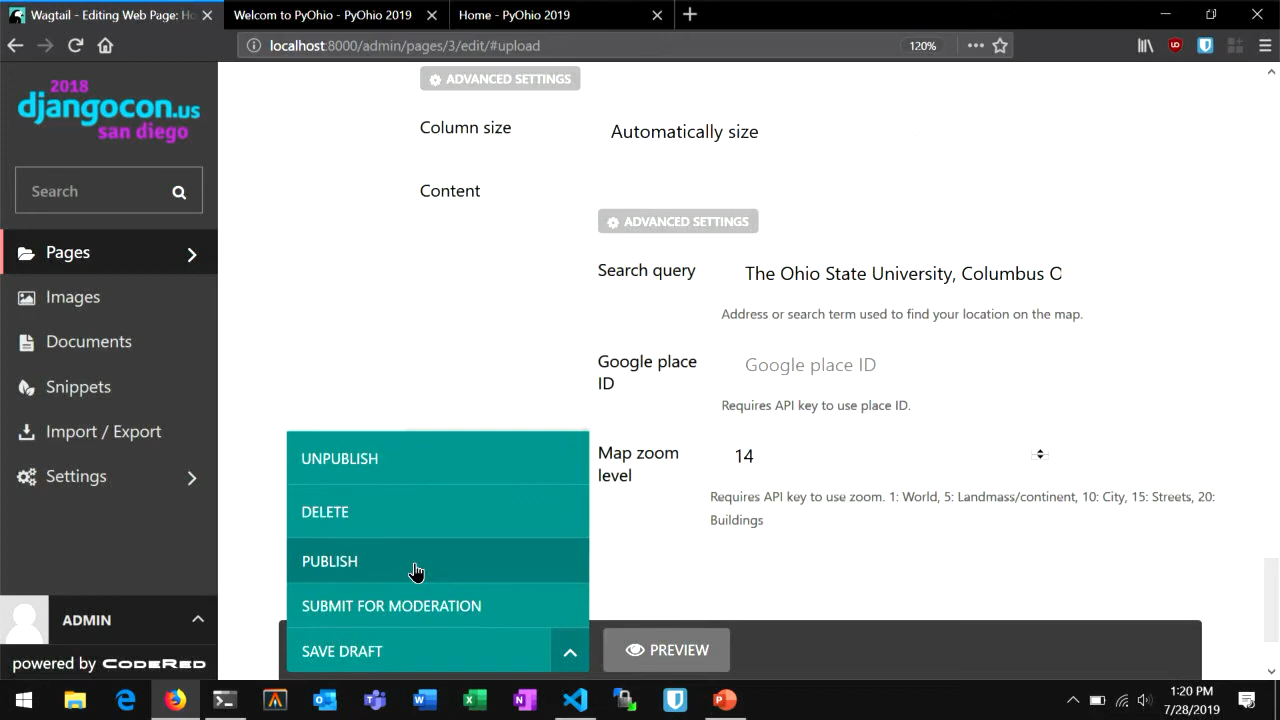 Wagtail - Editing Web Page: Ho
Welcom to PyOhio - PyOhio 2019
Home - PyOhio 2019
localhost:8000/admin/pages/3/edit/#upload
120%
2018
djangocon.us
san diego
Search
Pages
Images
Documents
Snippets
Import / Export
Settings
ADMIN
powered by CODERED
ADVANCED SETTINGS
Column size
Automatically size
Content
ADVANCED SETTINGS
Search query
The Ohio State University, Columbus O
Address or search term used to find your location on the map.
Google place
ID
Google place ID
Requires API key to use place ID.
Map zoom
level
14
Requires API key to use zoom. 1: World, 5: Landmass/continent, 10: City, 15: Streets, 20:
Buildings
UNPUBLISH
DELETE
PUBLISH
SUBMIT FOR MODERATION
SAVE DRAFT
PREVIEW
1:20 PM
7/28/2019